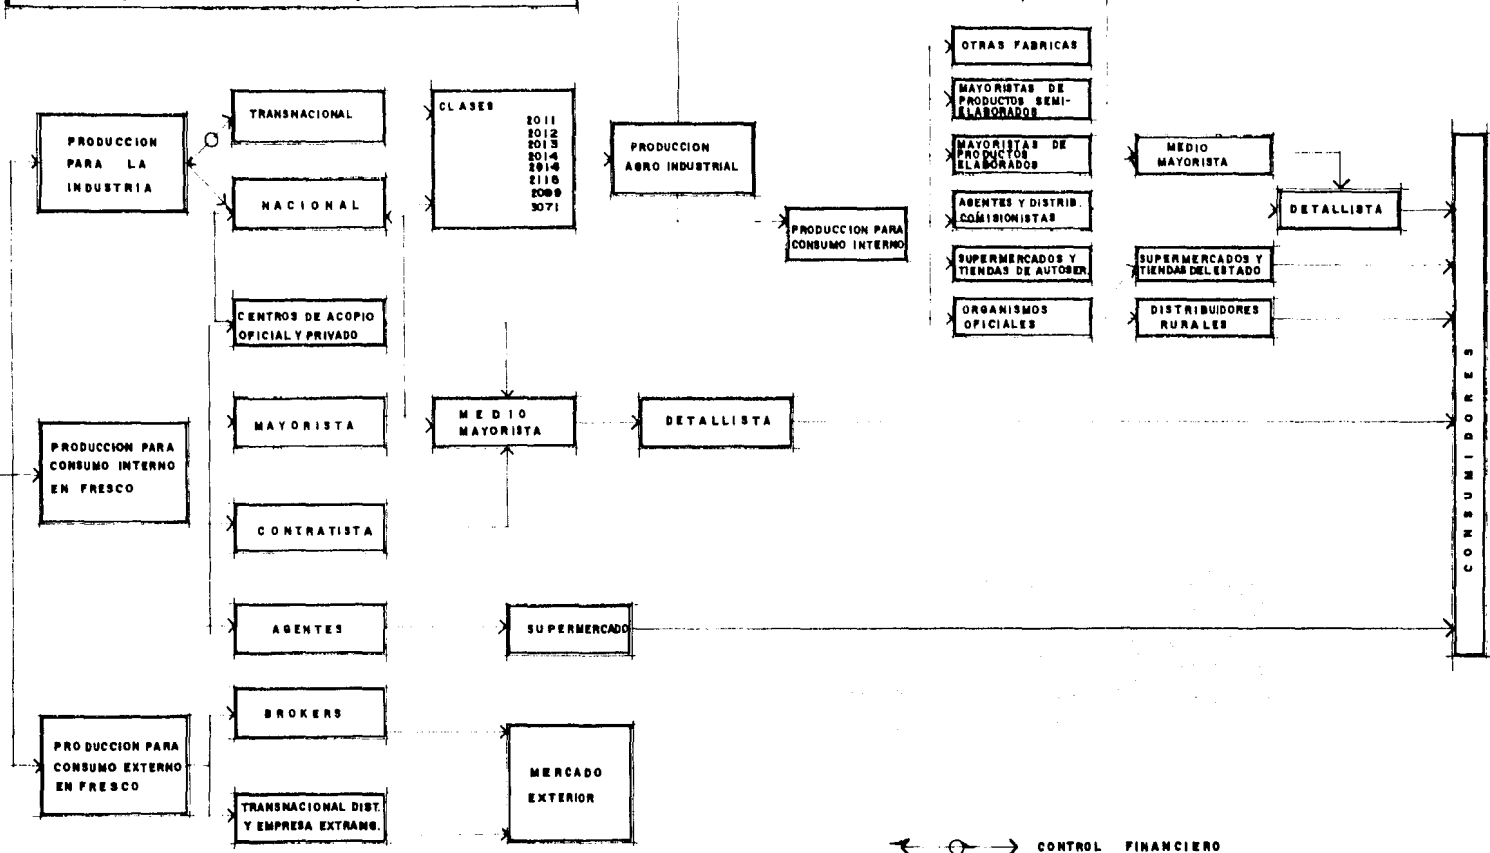 PRODUCCION
PARA LA
INDUSTRIA
TRANSNACIONAL
NACIONAL
CENTROS DE ACOPIO
OFICIAL Y PRIVADO
CLASES
2011
2012
2013
2014
2116
3071
PRODUCCION
AGRO INDUSTRIAL
PRODUCCION PARA
CONSUMO INTERNO
OTRAS FABRICAS
MAYORISTAS DE
PRODUCTOS SEMI-
ELABORADOS
MAYORISTAS DE
PRODUCTOS
ELABORADOS
AGENTES Y DISTRIB.
COMISIONISTAS
SUPERMERCADOS Y
TIENDAS DE AUTOSER.
ORGANISMOS
OFICIALES
MEDIO
MAYORISTA
SUPERMERCADOS Y
TIENDAS DEL ESTADO
DISTRIBUIDORES
RURALES
DETALLISTA
CONSUMIDORES
PRODUCCION PARA
CONSUMO INTERNO
EN FRESCO
MAYORISTA
CONTRATISTA
AGENTES
MEDIO
MAYORISTA
DETALLISTA
SUPERMERCADO
PRODUCCION PARA
CONSUMO EXTERNO
EN FRESCO
BROKERS
TRANSNACIONAL DIST.
Y EMPRESA EXTRANG.
MERCADO
EXTERIOR
CONTROL FINANCIERO